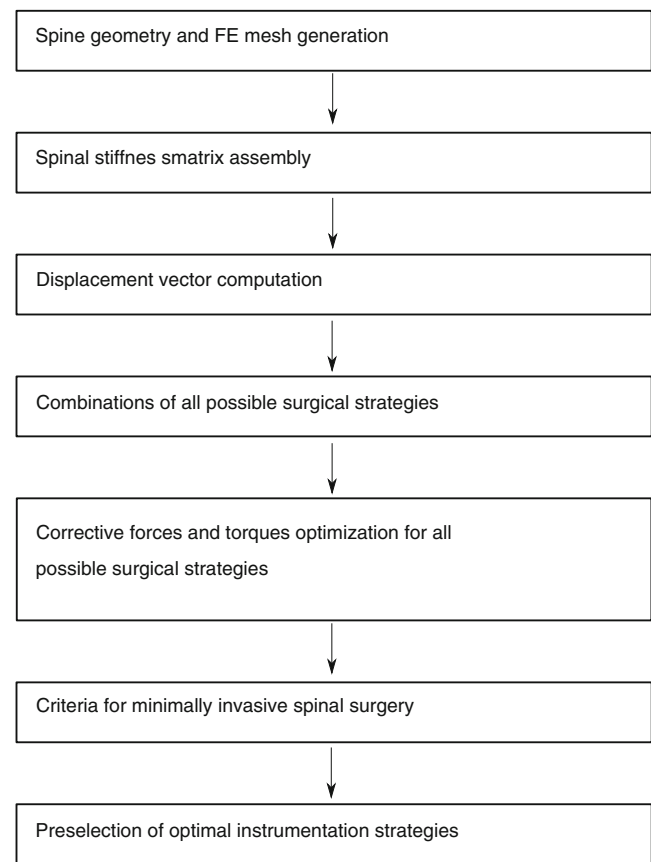 Spine geometry and FE mesh generation
Spinal stiffnes smatrix assembly
Displacement vector computation
Combinations of all possible surgical strategies
Corrective forces and torques optimization for all
possible surgical strategies
Criteria for minimally invasive spinal surgery
Preselection of optimal instrumentation strategies